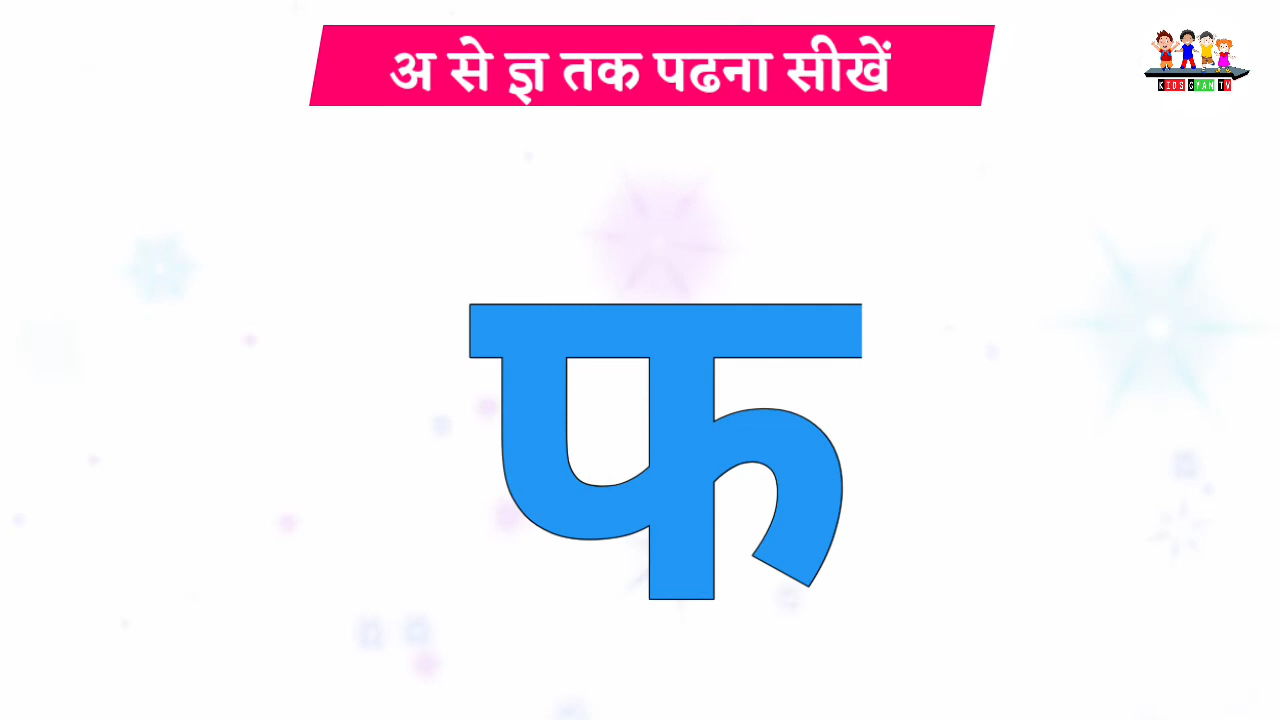 अ से ज्ञ तक पढना सीखें
KIDS GYAN TV
फ